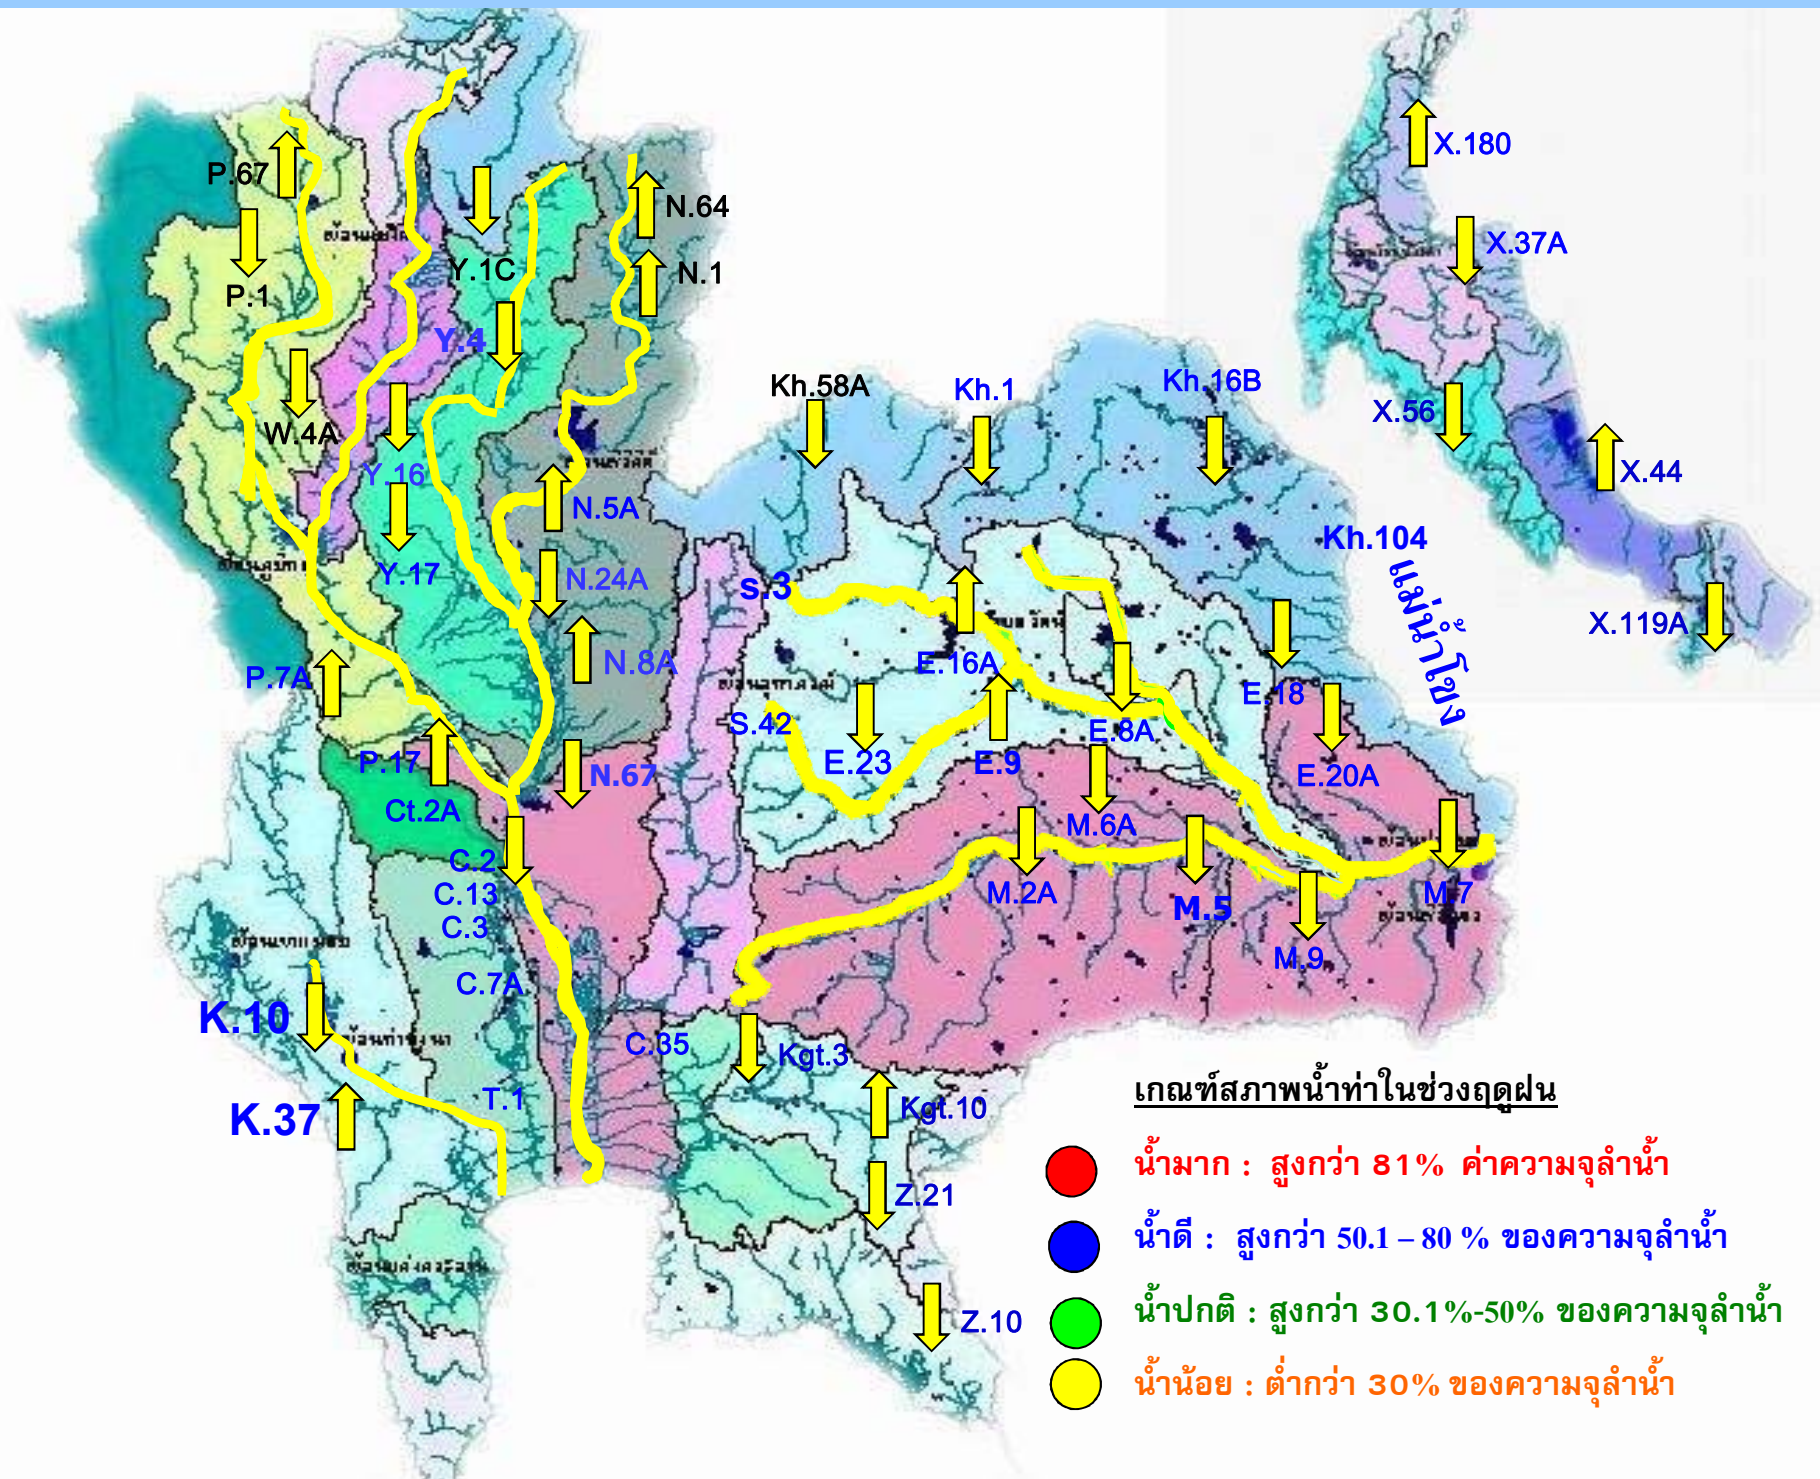 X.180
P.67
N.64
X.37A
Y.1C
N.1
P.1
Y.4
Kh.58A
Kh.1
Kh.16B
X.56
W.4A
Y.16
X.44
N.5A
Kh.104
แม่น้ำโขง
Y.17
N.24A
s.3
X.119A
N.8A
E.16A
P.7A
E.18
S.42
E.8A
P.17
N.67
E.23
E.9
E.20A
Ct.2A
M.6A
C.2
C.13
M.2A
M.5
M.7
C.3
M.9
C.7A
K.10
C.35
Kgt.3
T.1
Kgt.10
K.37
Z.21
Z.10
เกณฑ์สภาพน้ำท่าในช่วงฤดูฝน
น้ำมาก : สูงกว่า 81% ค่าความจุลำน้ำ
น้ำดี : สูงกว่า 50.1 – 80 % ของความจุลำน้ำ
น้ำปกติ : สูงกว่า 30.1%-50% ของความจุลำน้ำ
น้ำน้อย : ต่ำกว่า 30% ของความจุลำน้ำ